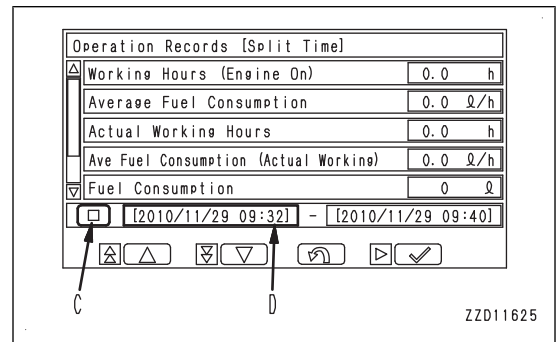 Operation Records [Split Time]
Working Hours (Engine On) 0.0 h
Average Fuel Consumption 0.0 ℓ/h
Actual Working Hours 0.0 h
Ave Fuel Consumption (Actual Working) 0.0 ℓ/h
Fuel Consumption 0 ℓ
[2010/11/29 09:32] - [2010/11/29 09:40]
C D
ZZD11625